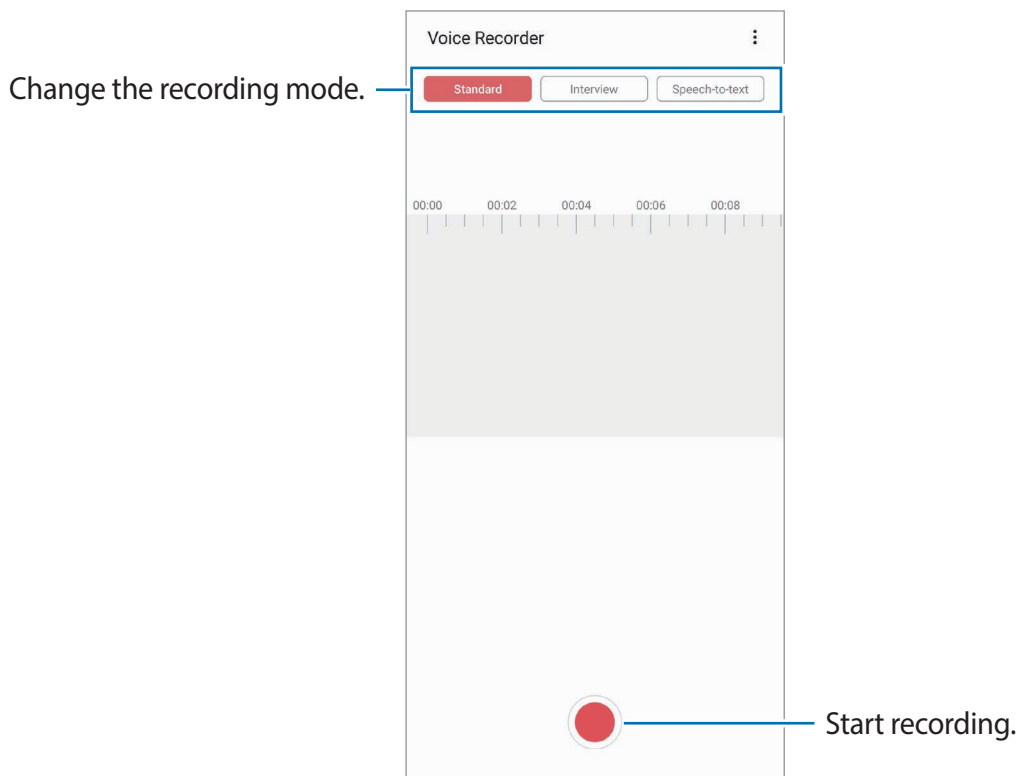 Voice Recorder
Change the recording mode.
Standard Interview Speech-to-text
00:00 00:02 00:04 00:06 00:08
Start recording.